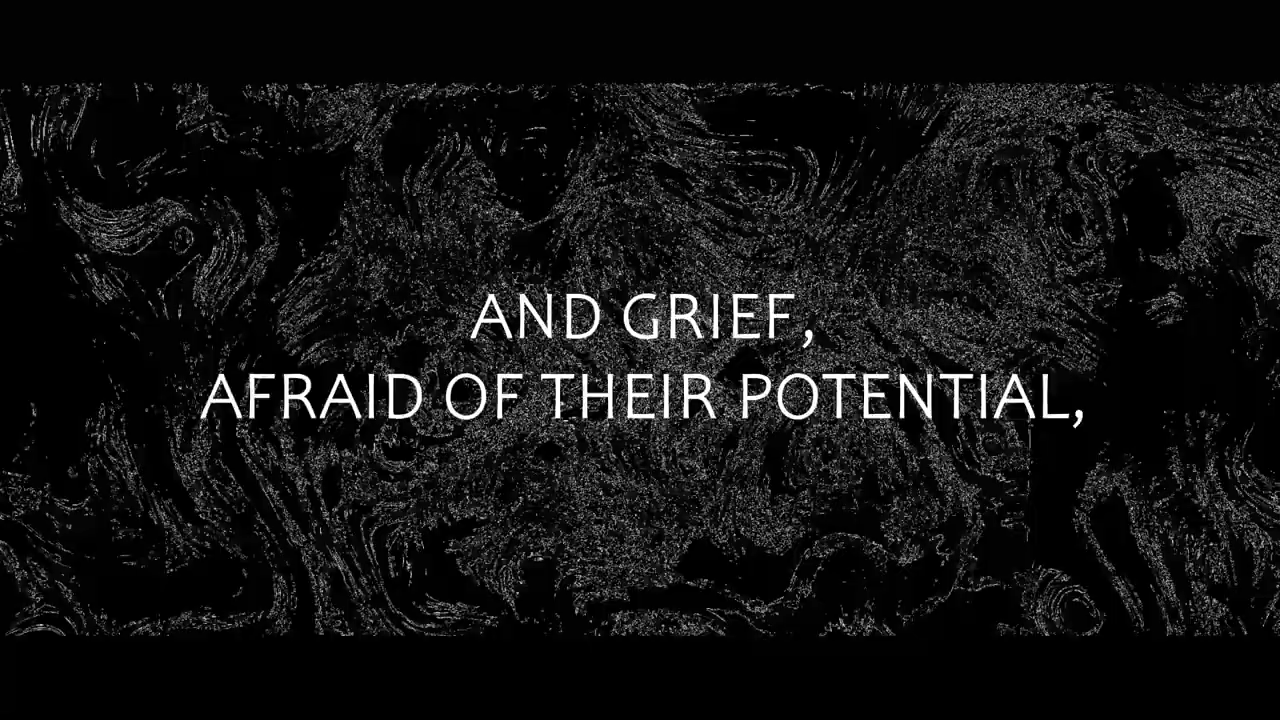 AND GRIEF,
AFRAID OF THEIR POTENTIAL,